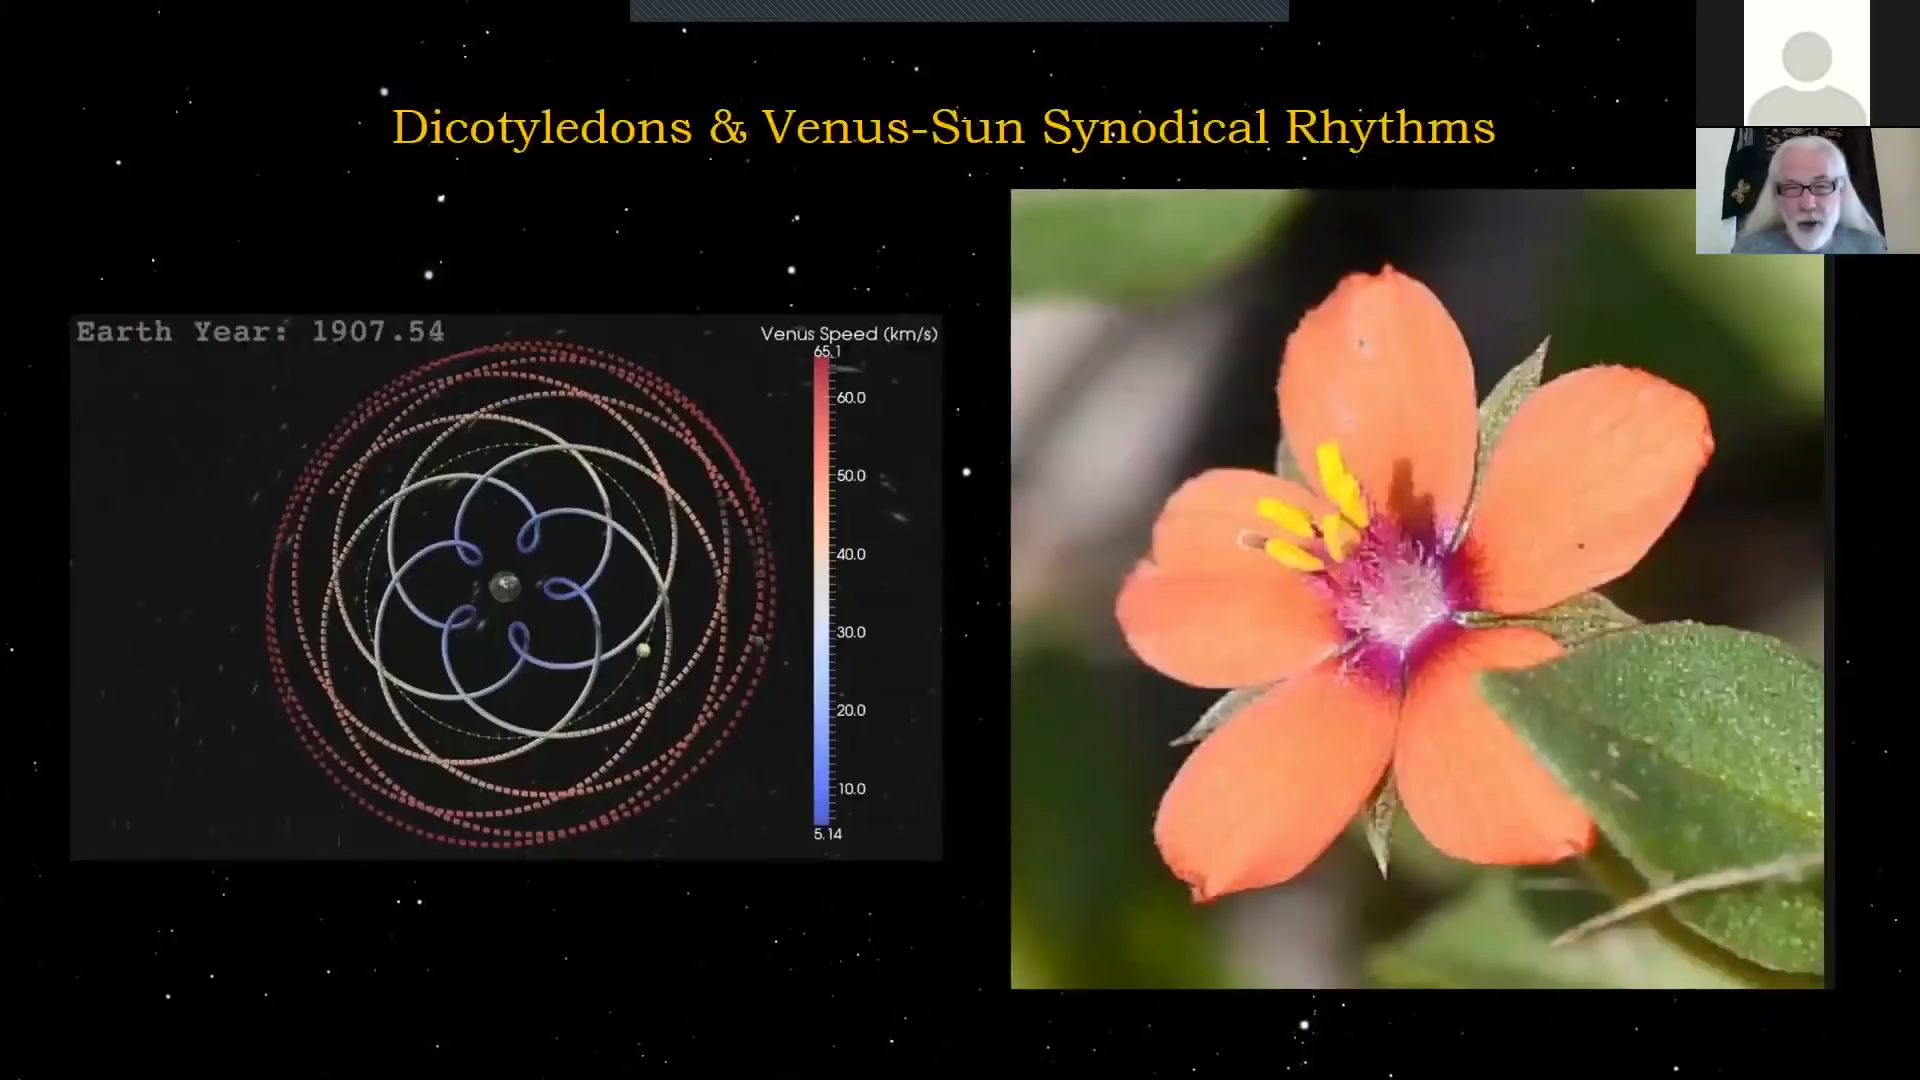 Dicotyledons & Venus-Sun Synodical Rhythms
Earth Year: 1907.54
Venus Speed (km/s)
65.1
60.0
50.0
40.0
30.0
20.0
10.0
5.14